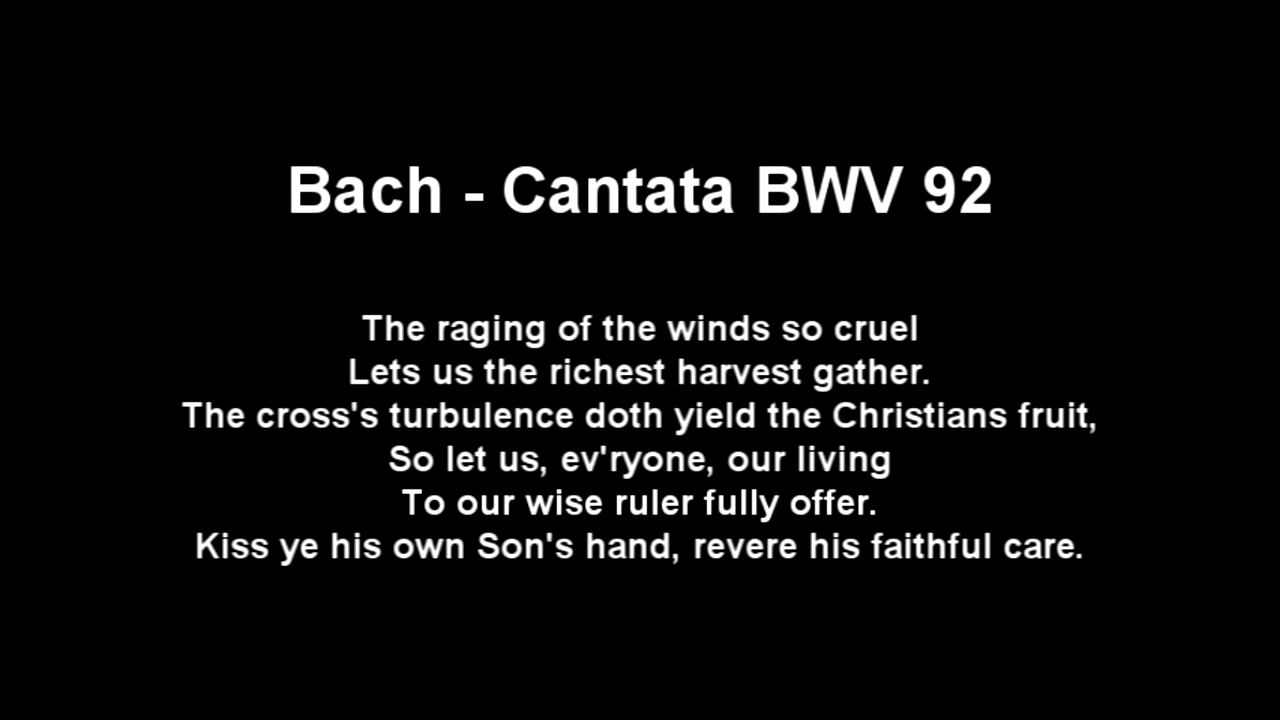 Bach - Cantata BWV 92
The raging of the winds so cruel
Lets us the richest harvest gather.
The cross's turbulence doth yield the Christians fruit,
So let us, ev'ryone, our living
To our wise ruler fully offer.
Kiss ye his own Son's hand, revere his faithful care.